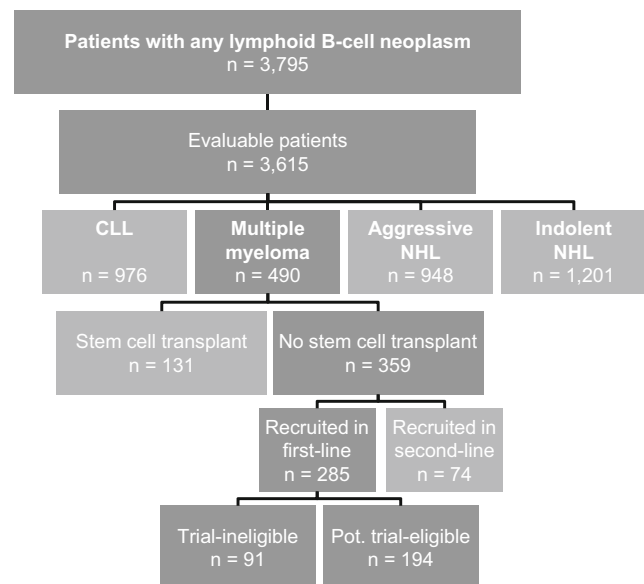 Patients with any lymphoid B-cell neoplasm
n = 3,795
Evaluable patients
n = 3,615
CLL
n = 976
Multiple
myeloma
n = 490
Aggressive
NHL
n = 948
Indolent
NHL
n = 1,201
Stem cell transplant
n = 131
No stem cell transplant
n = 359
Recruited in
first-line
n = 285
Recruited in
second-line
n = 74
Trial-ineligible
n = 91
Pot. trial-eligible
n = 194